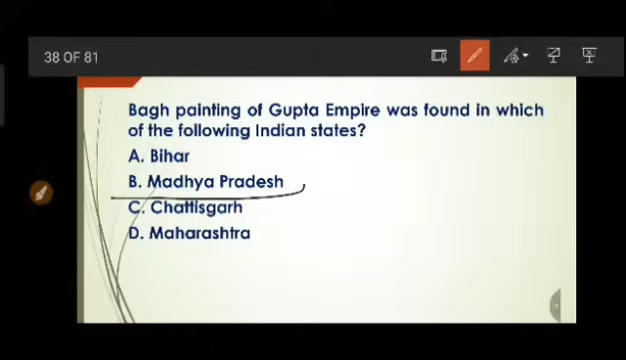 38 OF 81
Bagh painting of Gupta Empire was found in which
of the following Indian states?
A. Bihar
B. Madhya Pradesh
C. Chattisgarh
D. Maharashtra